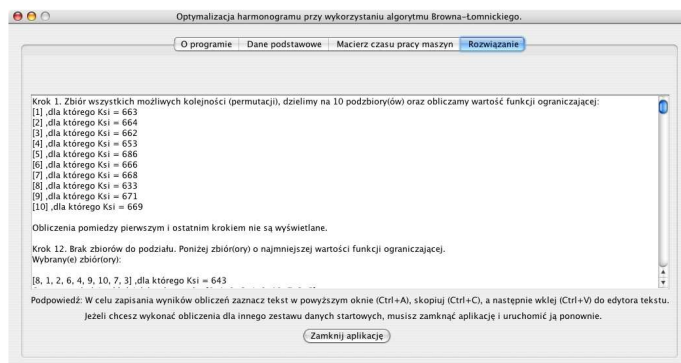 Optymalizacja harmonogramu przy wykorzystaniu algorytmu Browna-Łomnickiego.
O programie Dane podstawowe Macierz czasu pracy maszyn Rozwiązanie
Krok 1. Zbiór wszystkich możliwych kolejności (permutacji), dzielimy na 10 podzbiory(ów) oraz obliczamy wartość funkcji ograniczającej:
[1] ,dla którego Ksi = 663
[2] ,dla którego Ksi = 664
[3] ,dla którego Ksi = 662
[4] ,dla którego Ksi = 653
[5] ,dla którego Ksi = 686
[6] ,dla którego Ksi = 666
[7] ,dla którego Ksi = 668
[8] ,dla którego Ksi = 633
[9] ,dla którego Ksi = 671
[10] ,dla którego Ksi = 669
Obliczenia pomiedzy pierwszym i ostatnim krokiem nie są wyświetlane.
Krok 12. Brak zbiorów do podziału. Poniżej zbiór(ory) o najmniejszej wartości funkcji ograniczającej.
Wybrany(e) zbiór(ory):
[8, 1, 2, 6, 4, 9, 10, 7, 3] ,dla którego Ksi = 643
Podpowiedź: W celu zapisania wyników obliczeń zaznacz tekst w powyższym oknie (Ctrl+A), skopiuj (Ctrl+C), a następnie wklej (Ctrl+V) do edytora tekstu.
Jeżeli chcesz wykonać obliczenia dla innego zestawu danych startowych, musisz zamknąć aplikację i uruchomić ją ponownie.
Zamknij aplikację